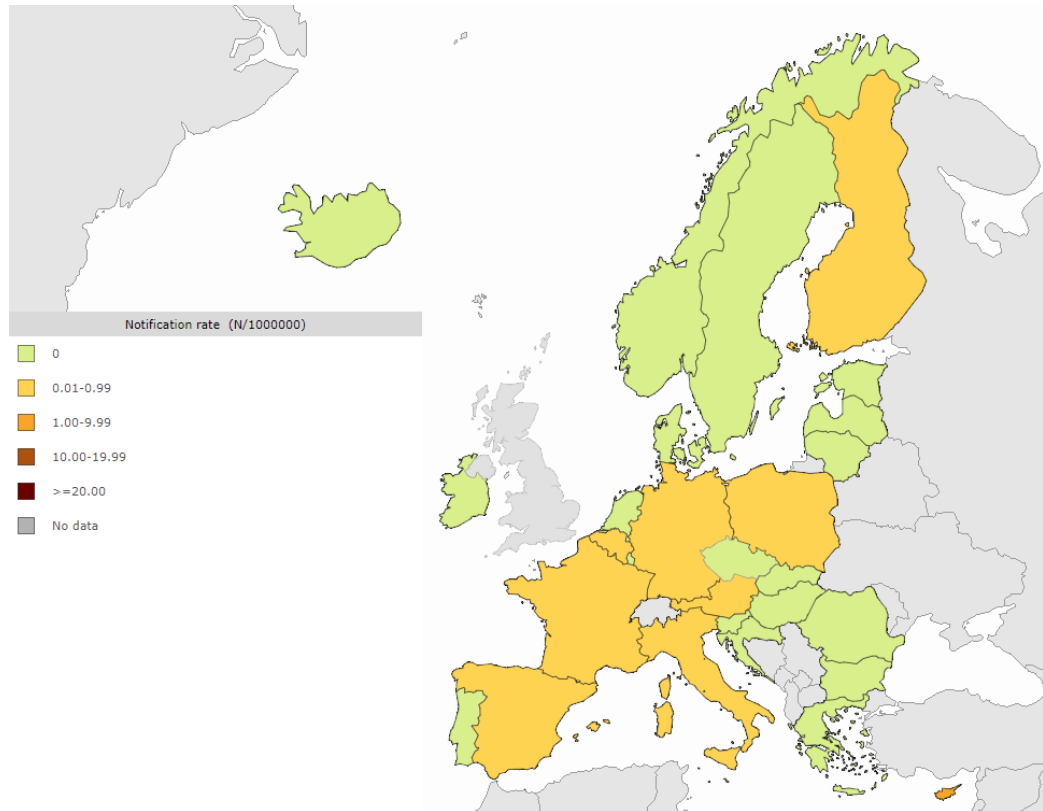 Notification rate (N/1000000)
0
0.01-0.99
1.00-9.99
10.00-19.99
>=20.00
No data